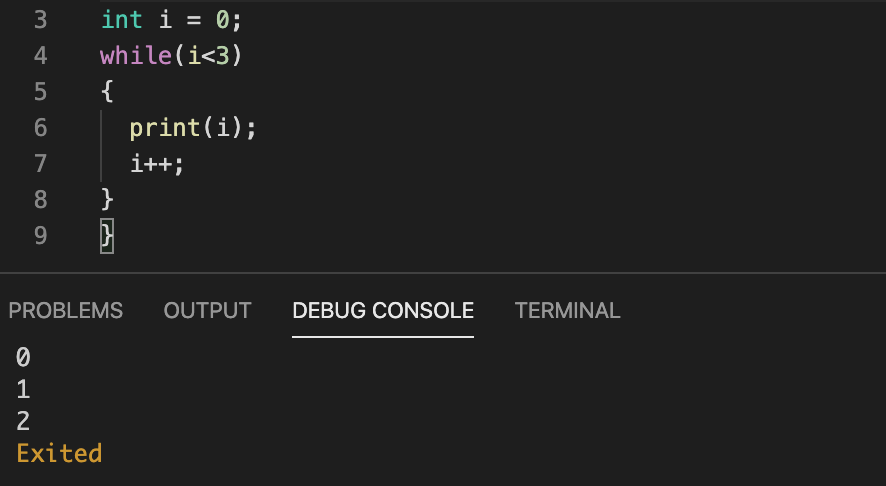 3 int i = 0;
4 while(i<3)
5 {
6 print(i);
7 i++;
8 }
9 }
PROBLEMS OUTPUT DEBUG CONSOLE TERMINAL
0
1
2
Exited